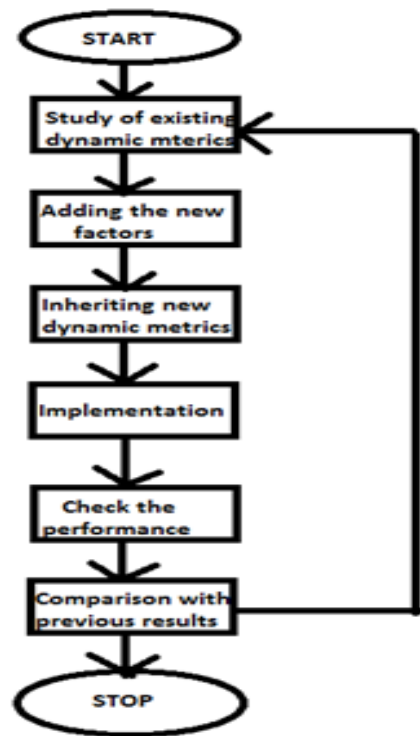 START
Study of existing
dynamic mterics
Adding the new
factors
Inheriting new
dynamic metrics
Implementation
Check the
performance
Comparison with
previous results
STOP